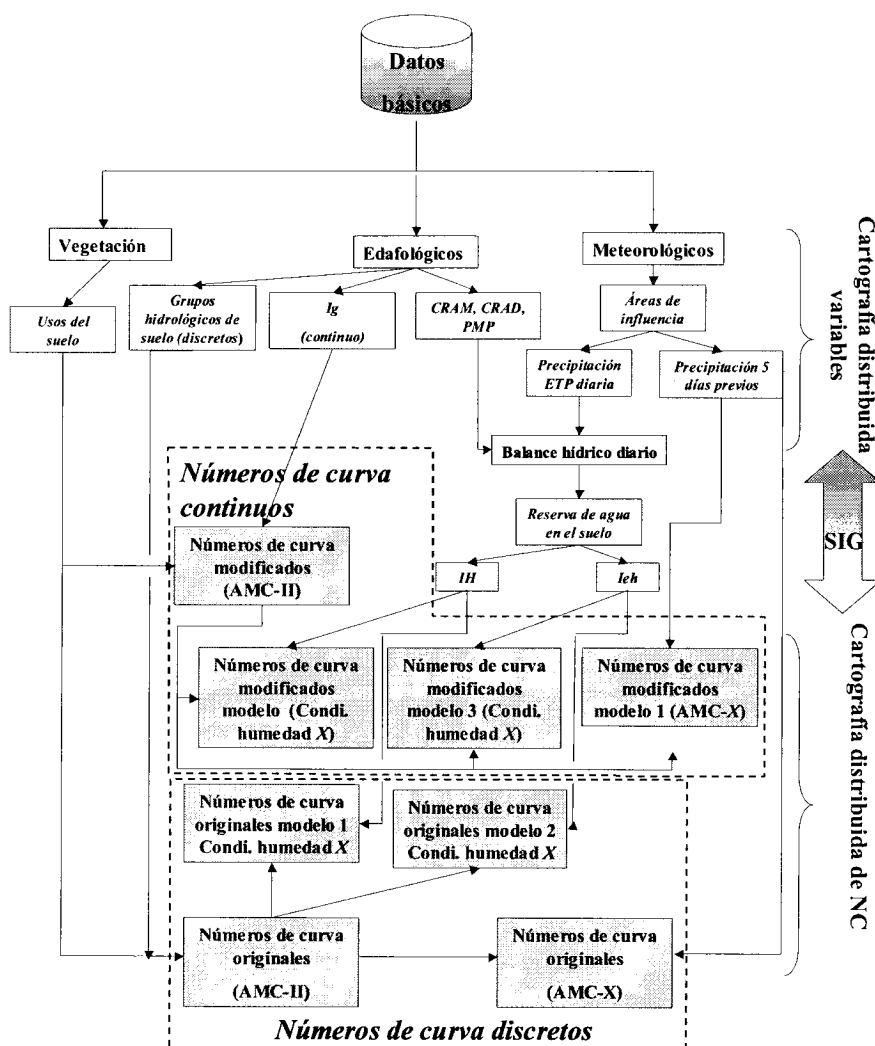 Datos
básicos
Vegetación
Edafológicos
Meteorológicos
Usos del
suelo
Grupos
hidrológicos de
suelo (discretos)
Ig
(continuo)
CRAM, CRAD,
PMP
Áreas de
influencia
Precipitación
ETP diaria
Precipitación 5
días previos
Balance hídrico diario
Reserva de agua
en el suelo
IH
Ieh
Cartografía distribuida
variables
SIG
Cartografía distribuida de NC
Números de curva
continuos
Números de curva
modificados
(AMC-II)
Números de curva
modificados
modelo (Condi.
humedad X)
Números de curva
modificados
modelo 3 (Condi.
humedad X)
Números de curva
modificados
modelo 1 (AMC-X)
Números de curva
originales modelo 1
Condi. humedad X
Números de curva
originales modelo 2
Condi. humedad X
Números de curva
originales
(AMC-II)
Números de curva
originales
(AMC-X)
Números de curva discretos